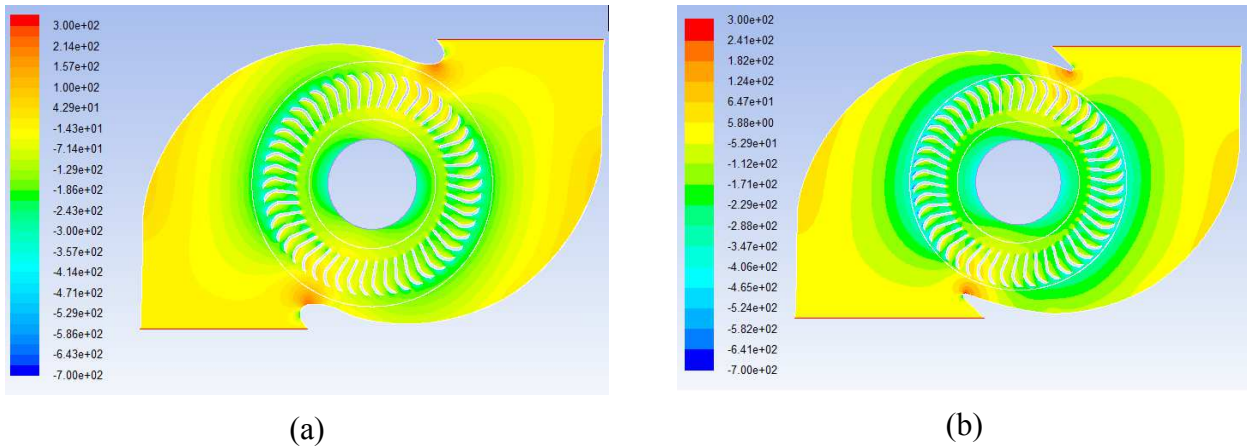 3.00e+02
2.14e+02
1.57e+02
1.00e+02
4.29e+01
-1.43e+01
-7.14e+01
-1.29e+02
-1.86e+02
-2.43e+02
-3.00e+02
-3.57e+02
-4.14e+02
-4.71e+02
-5.29e+02
-5.86e+02
-6.43e+02
-7.00e+02
(a)
3.00e+02
2.41e+02
1.82e+02
1.24e+02
6.47e+01
5.88e+00
-5.29e+01
-1.12e+02
-1.71e+02
-2.29e+02
-2.88e+02
-3.47e+02
-4.06e+02
-4.65e+02
-5.24e+02
-5.82e+02
-6.41e+02
-7.00e+02
(b)